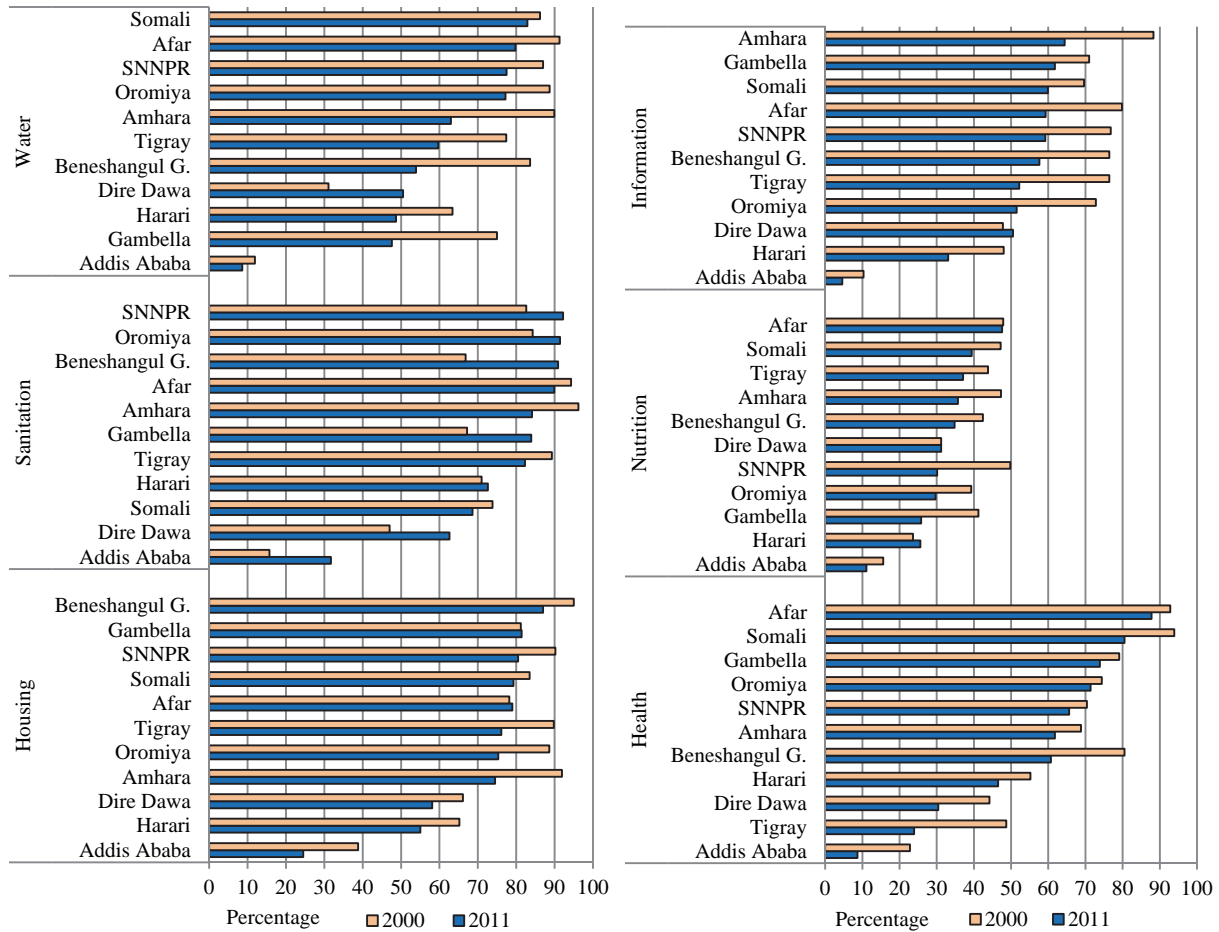 Water
Somali
Afar
SNNPR
Oromiya
Amhara
Tigray
Beneshangul G.
Dire Dawa
Harari
Gambella
Addis Ababa
Sanitation
SNNPR
Oromiya
Beneshangul G.
Afar
Amhara
Gambella
Tigray
Harari
Somali
Dire Dawa
Addis Ababa
Housing
Beneshangul G.
Gambella
SNNPR
Somali
Afar
Tigray
Oromiya
Amhara
Dire Dawa
Harari
Addis Ababa
0 10 20 30 40 50 60 70 80 90 100
Percentage 2000 2011
Information
Amhara
Gambella
Somali
Afar
SNNPR
Beneshangul G.
Tigray
Oromiya
Dire Dawa
Harari
Addis Ababa
Nutrition
Afar
Somali
Tigray
Amhara
Beneshangul G.
Dire Dawa
SNNPR
Oromiya
Gambella
Harari
Addis Ababa
Health
Afar
Somali
Gambella
Oromiya
SNNPR
Amhara
Beneshangul G.
Harari
Dire Dawa
Tigray
Addis Ababa
0 10 20 30 40 50 60 70 80 90 100
Percentage 2000 2011